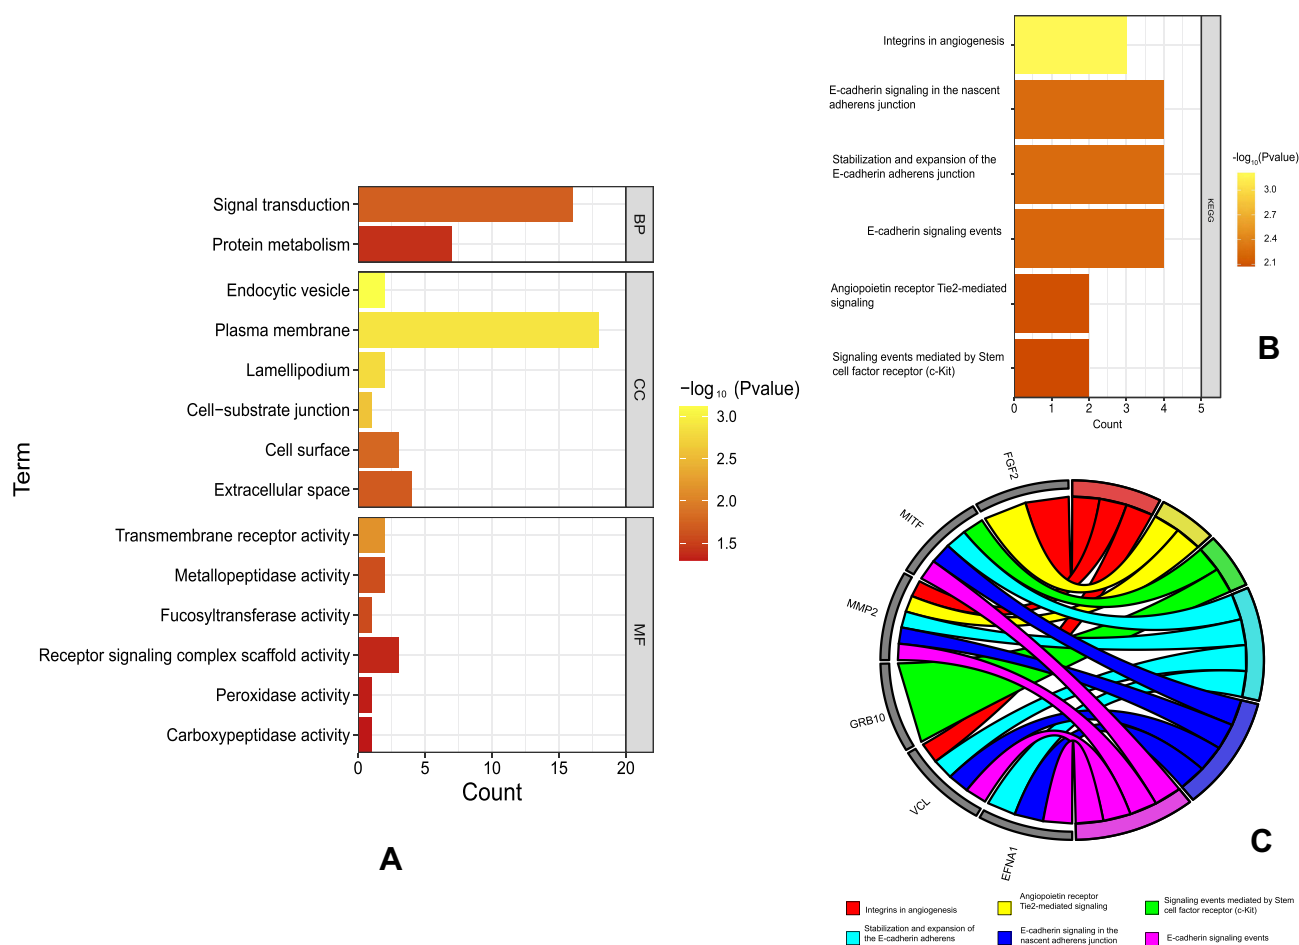 Term
Signal transduction
Protein metabolism
BP
Endocytic vesicle
Plasma membrane
Lamellipodium
Cell−substrate junction
Cell surface
Extracellular space
CC
Transmembrane receptor activity
Metallopeptidase activity
Fucosyltransferase activity
Receptor signaling complex scaffold activity
Peroxidase activity
Carboxypeptidase activity
MF
0 5 10 15 20
Count
−log10 (Pvalue)
3.0
2.5
2.0
1.5
A
Integrins in angiogenesis
E-cadherin signaling in the nascent
adherens junction
Stabilization and expansion of the
E-cadherin adherens junction
E-cadherin signaling events
Angiopoietin receptor Tie2-mediated
signaling
Signaling events mediated by Stem
cell factor receptor (c-Kit)
KEGG
0 1 2 3 4 5
Count
-log10(Pvalue)
3.0
2.7
2.4
2.1
B
FGF2
MITF
MMP2
GRB10
VCL
EFNA1
C
Integrins in angiogenesis
Angiopoietin receptor
Tie2-mediated signaling
Signaling events mediated by Stem
cell factor receptor (c-Kit)
Stabilization and expansion of
the E-cadherin adherens
E-cadherin signaling in the
nascent adherens junction
E-cadherin signaling events